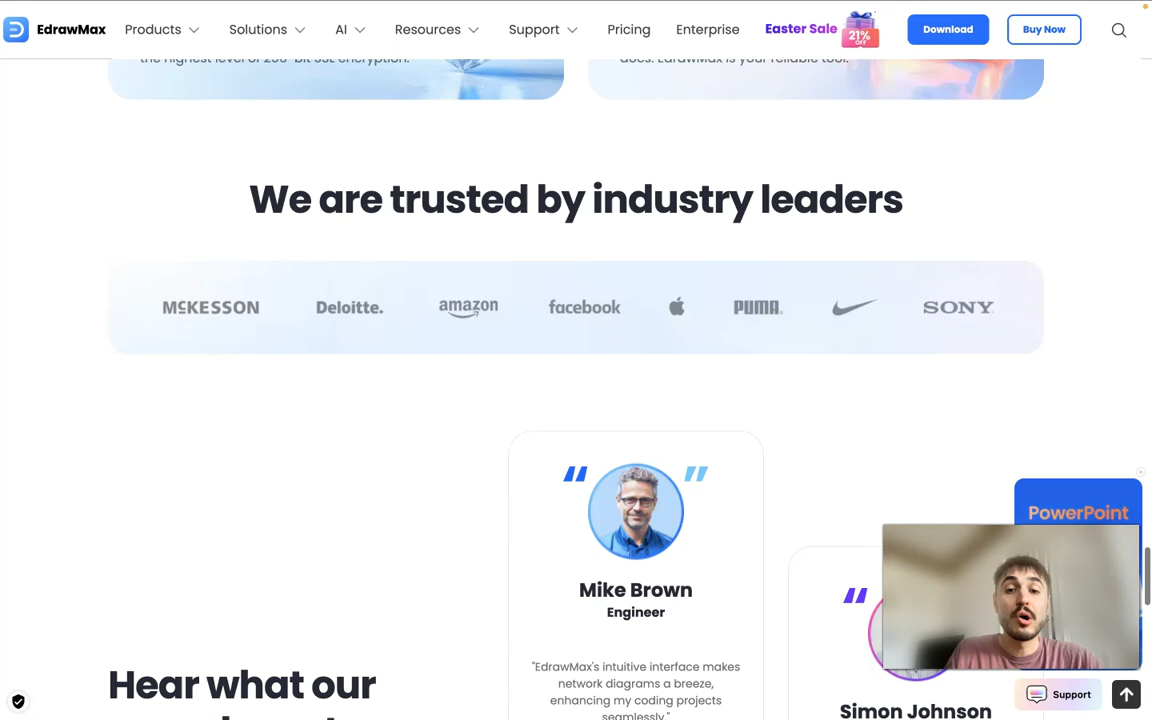 EdrawMax Products Solutions AI Resources Support Pricing Enterprise Easter Sale 21% OFF Download Buy Now
the highest level of 256-bit SSL encryption.
docs. EdrawMax is your reliable tool.
We are trusted by industry leaders
MCKESSON Deloitte. amazon facebook PUMA SONY
PowerPoint
Mike Brown
Engineer
"EdrawMax's intuitive interface makes
network diagrams a breeze,
enhancing my coding projects
seamlessly."
Hear what our
Simon Johnson
Support